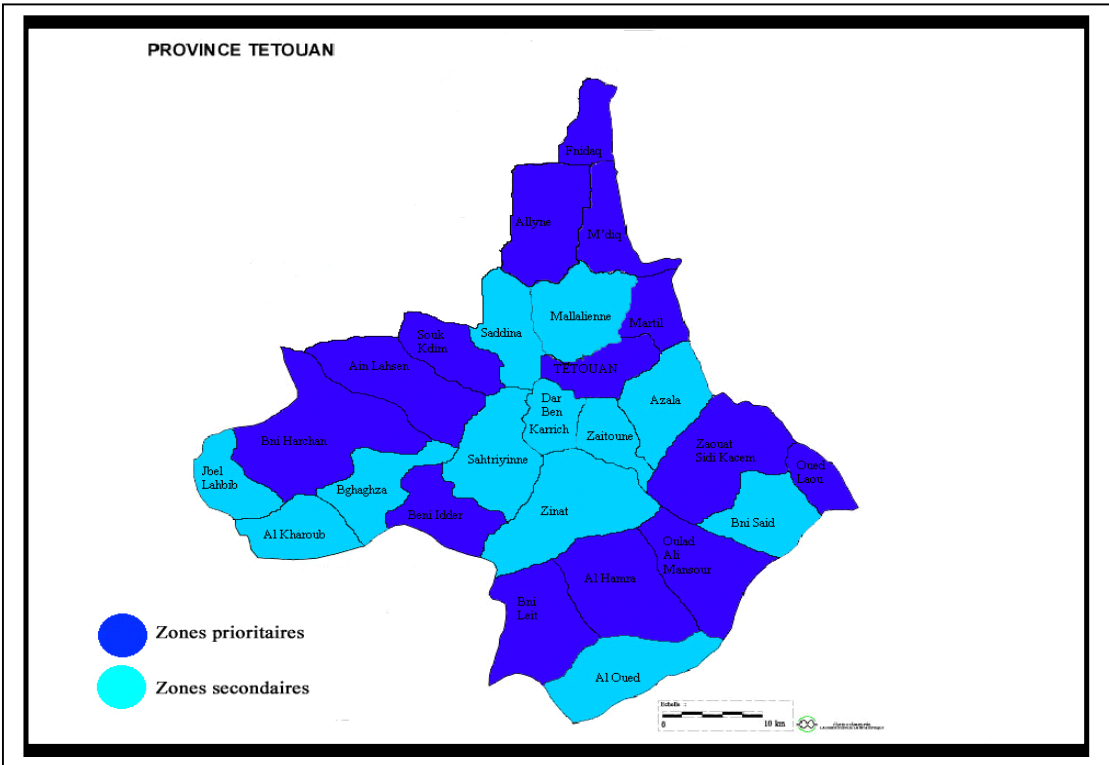 PROVINCE TETOUAN
Fnidaq
Allyne
M'diq
Mallalienne
Martil
Saddina
Souk
Kdim
Ain Lahsen
TETOUAN
Azala
Dar
Ben
Karrich
Zaitoune
Bni Harchan
Zaouat
Sidi Kacem
Sahtriyinne
Oued
Laou
Jbel
Lahbib
Bghaghza
Beni Idder
Zinat
Bni Said
Al Kharoub
Oulad
Ali
Mansour
Al Hamra
Bni
Leit
Al Oued
Zones prioritaires
Zones secondaires
Echelle :
0 10 km